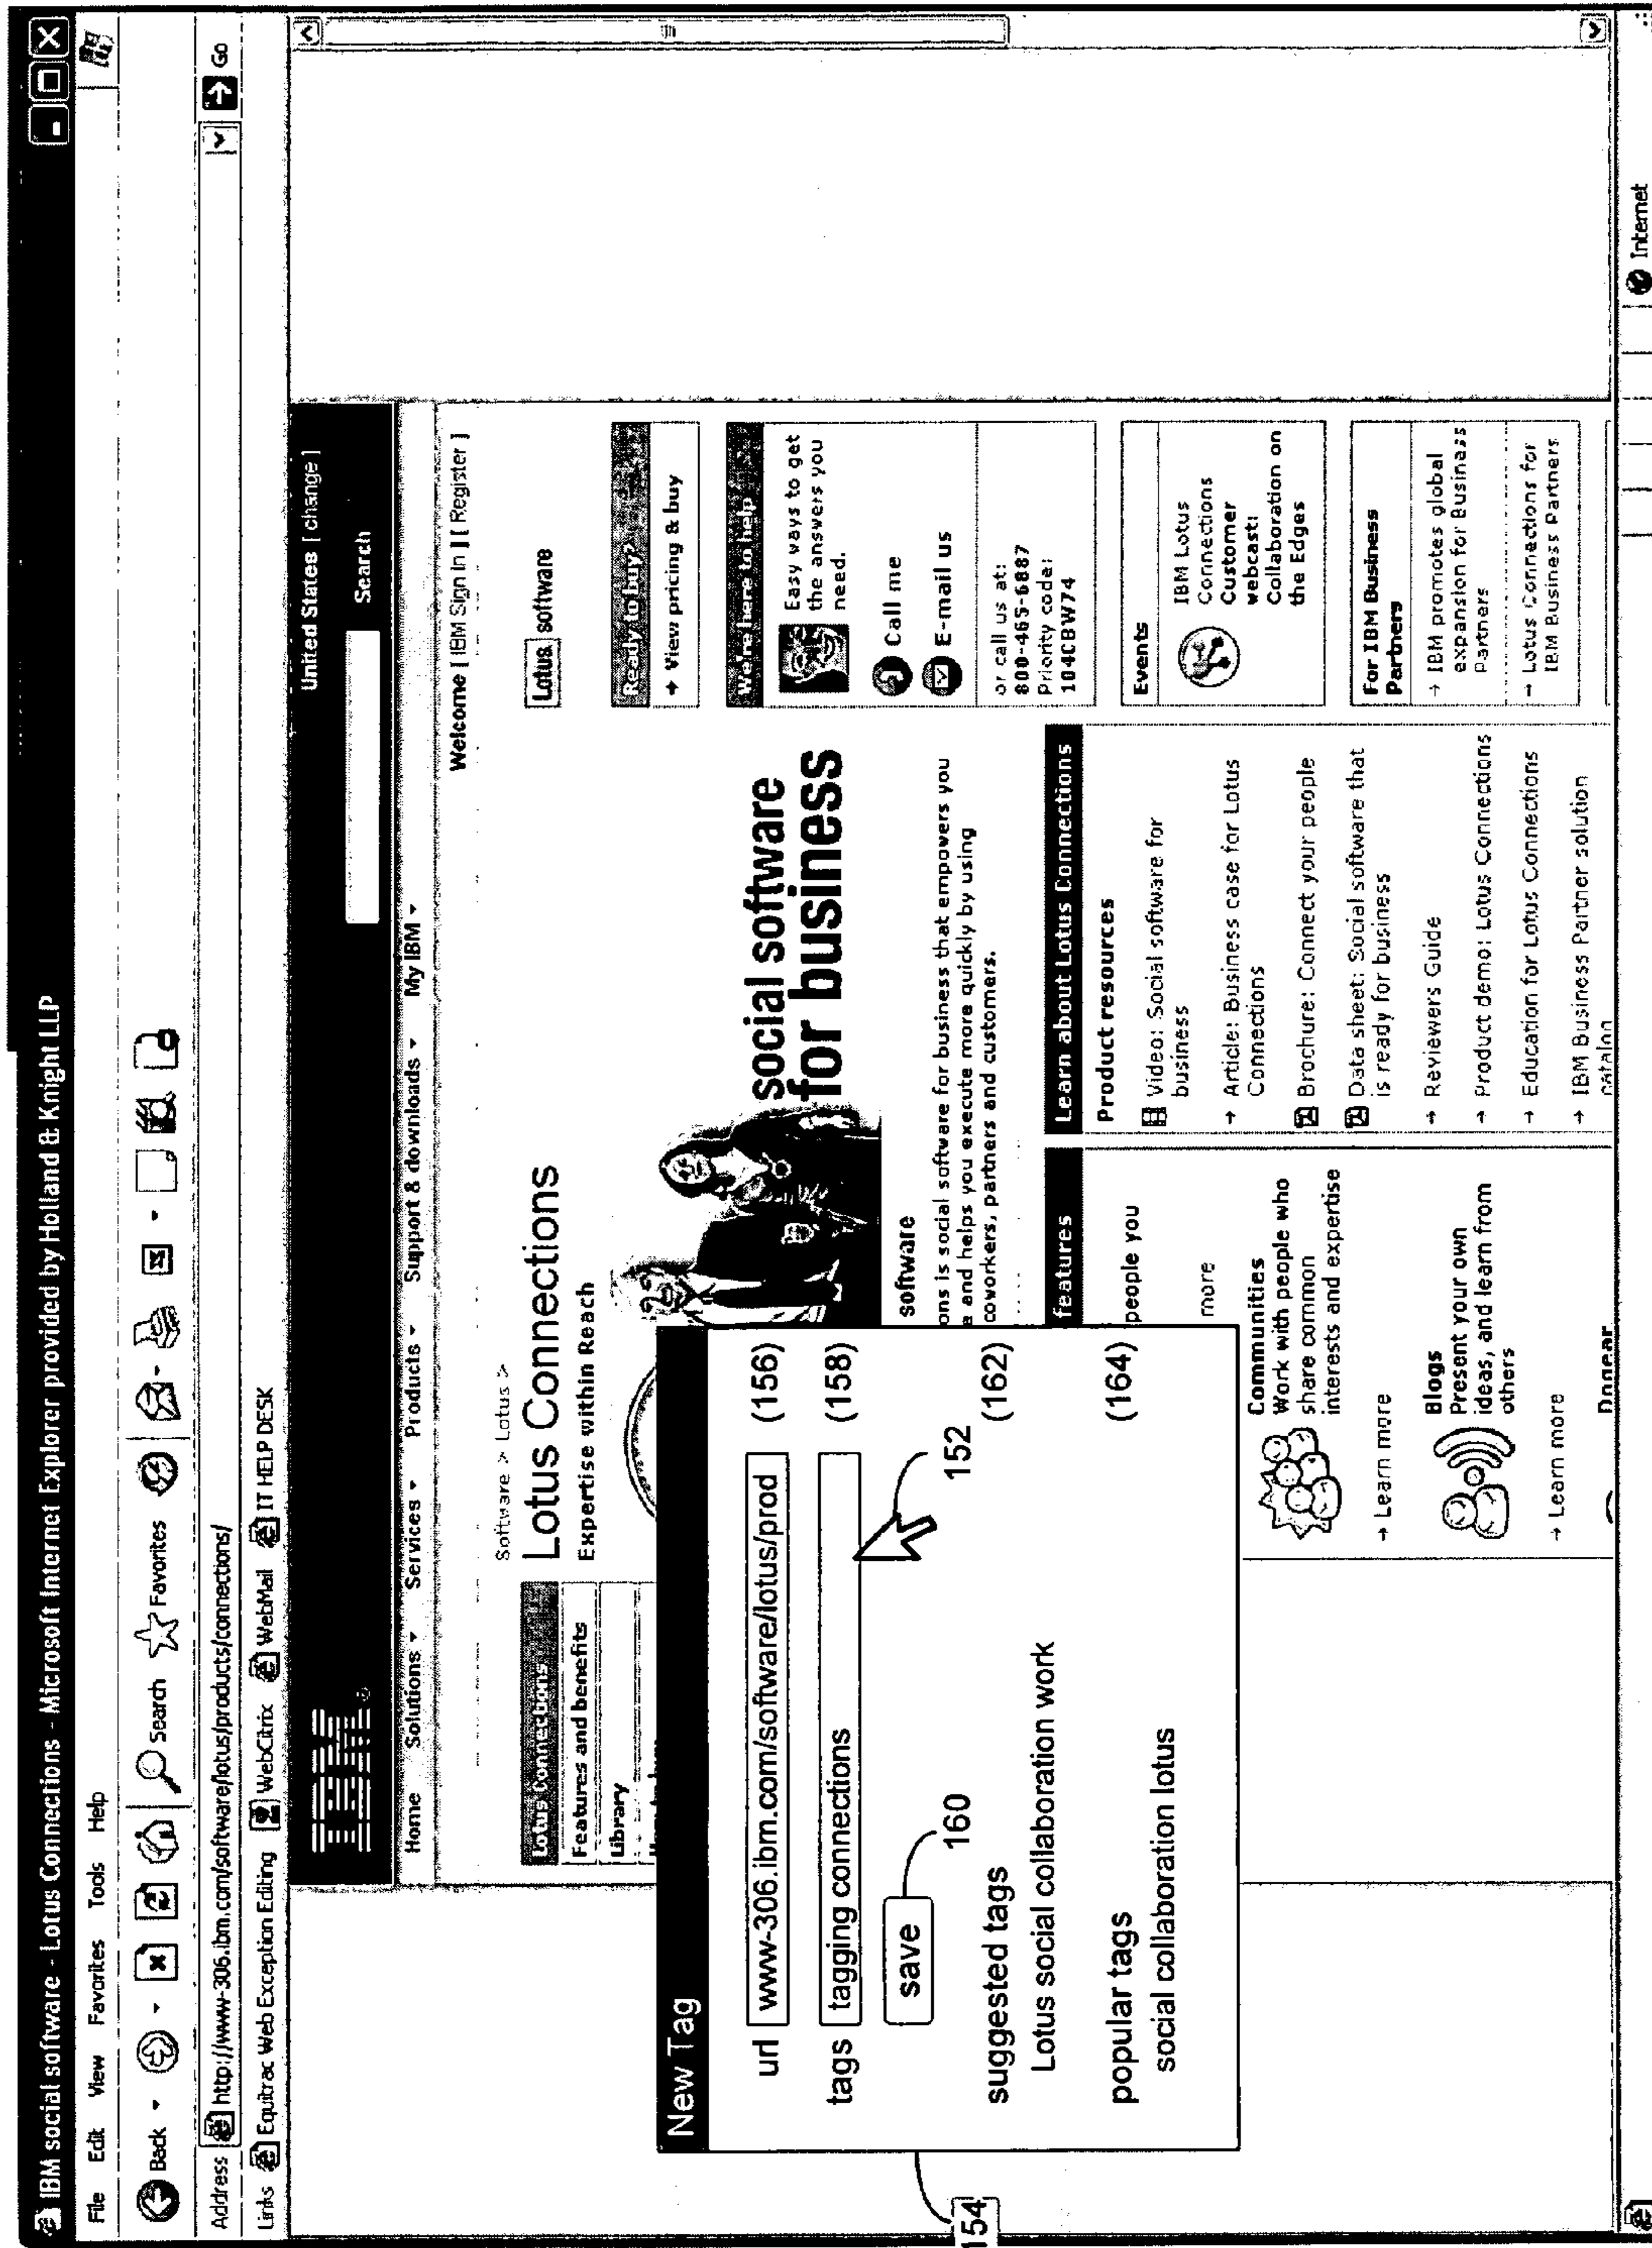 IBM social software - Lotus Connections - Microsoft Internet Explorer provided by Holland & Knight LLP
File Edit View Favorites Tools Help
Back Search Favorites
Address http://www-306.ibm.com/software/lotus/products/connections/ Go
Links Equitrac Web Exception Editing WebCitrix WebMail IT HELP DESK
United States [ change ]
IBM ®
Search
Home Solutions Services Products Support & downloads My IBM
Welcome [ IBM Sign In ] [ Register ]
Software > Lotus >
Lotus Connections
Expertise within Reach
Lotus software
Lotus Connections
Features and benefits
Library
social software
for business
software
ons is social software for business that empowers you
e and helps you execute more quickly by using
coworkers, partners and customers.
features
people you
more
Communities
Work with people who
share common
interests and expertise
→ Learn more
Blogs
Present your own
ideas, and learn from
others
→ Learn more
Learn about Lotus Connections
Product resources
Video: Social software for
business
→ Article: Business case for Lotus
Connections
Brochure: Connect your people
Data sheet: Social software that
is ready for business
→ Reviewers Guide
→ Product demo: Lotus Connections
→ Education for Lotus Connections
→ IBM Business Partner solution
catalog
Ready to buy?
→ View pricing & buy
We're here to help
Easy ways to get
the answers you
need.
Call me
E-mail us
or call us at:
800-465-6887
Priority code:
104CBW74
Events
IBM Lotus
Connections
Customer
webcast:
Collaboration on
the Edges
For IBM Business
Partners
→ IBM promotes global
expansion for Business
Partners
→ Lotus Connections for
IBM Business Partners
New Tag
url www-306.ibm.com/software/lotus/prod (156)
tags tagging connections (158)
save
160
152
suggested tags (162)
Lotus social collaboration work
popular tags (164)
social collaboration lotus
154
Internet